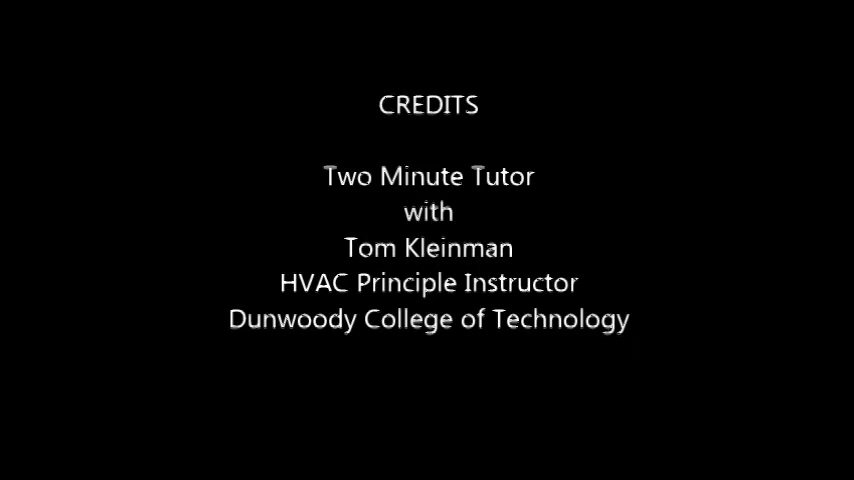 CREDITS
Two Minute Tutor
with
Tom Kleinman
HVAC Principle Instructor
Dunwoody College of Technology